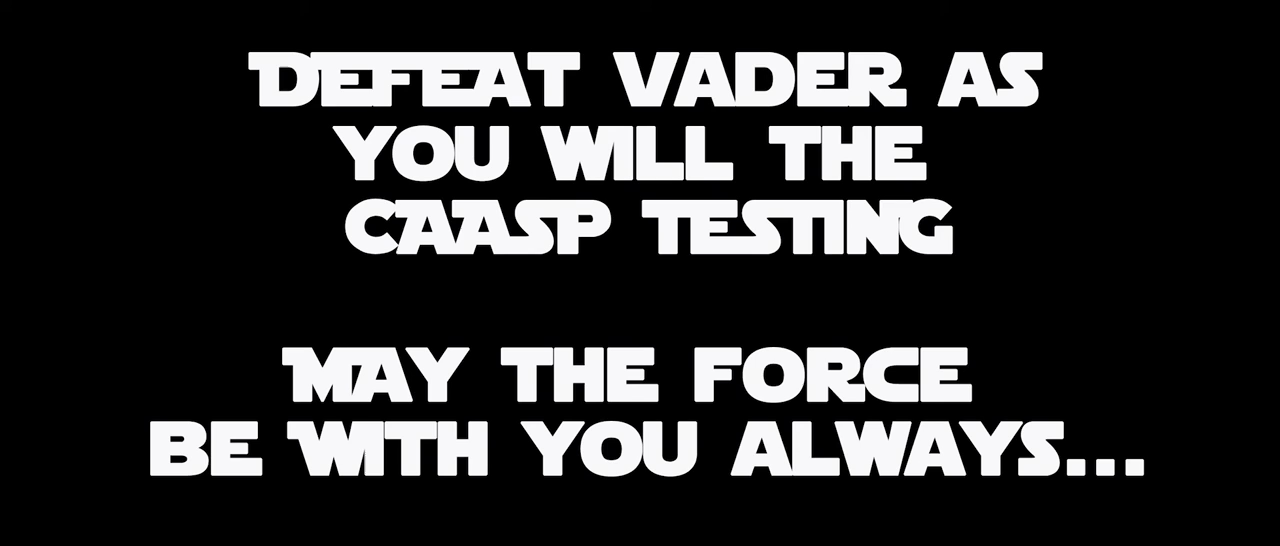 DEFEAT VADER AS
YOU WILL THE
CAASP TESTING
MAY THE FORCE
BE WITH YOU ALWAYS...